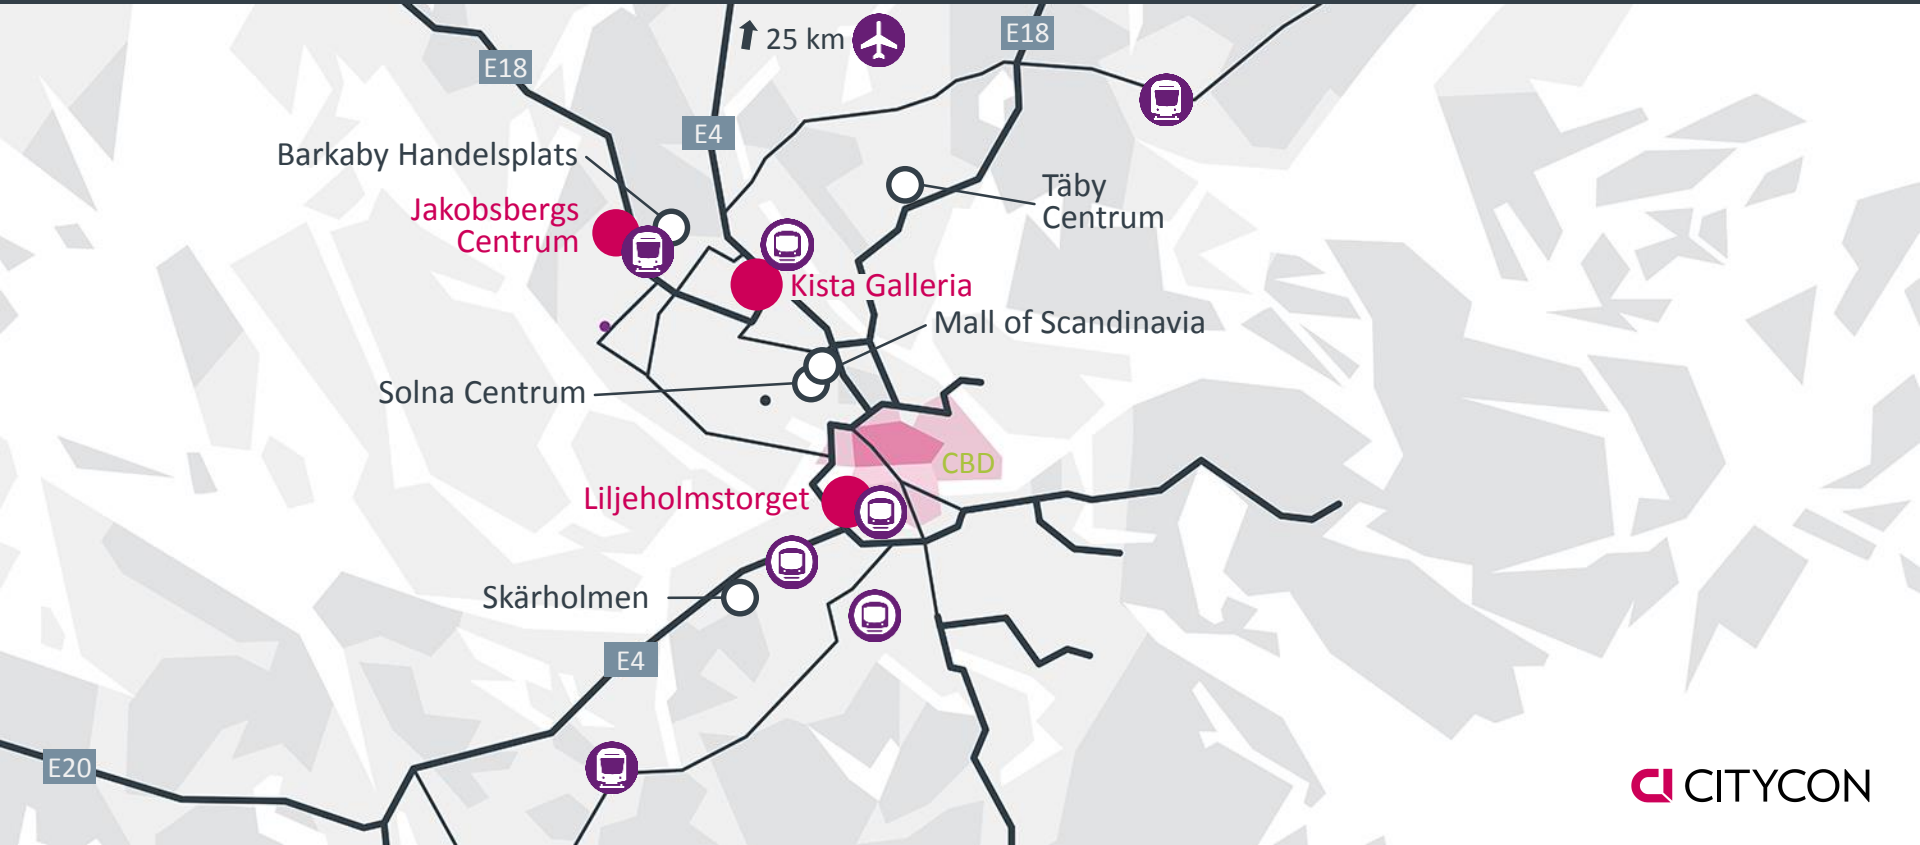 25 km
E18
E18
E4
Barkaby Handelsplats
Täby
Centrum
Jakobsbergs
Centrum
Kista Galleria
Mall of Scandinavia
Solna Centrum
CBD
Liljeholmstorget
Skärholmen
E4
E20
CITYCON